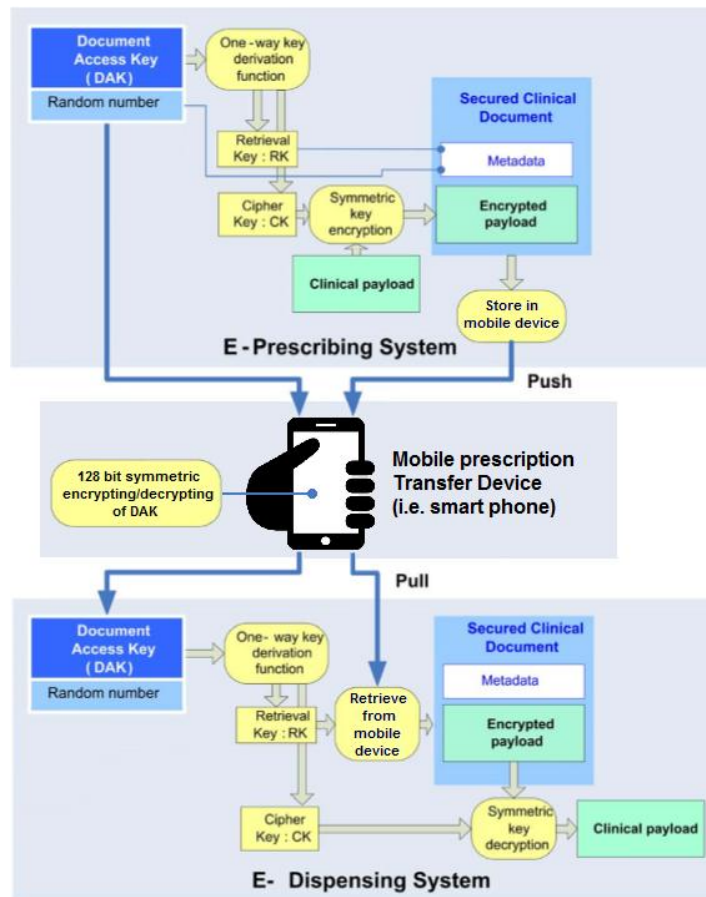 Document
Access Key
(DAK)
Random number
One-way key
derivation
function
Retrieval
Key : RK
Cipher
Key : CK
Symmetric
key
encryption
Clinical payload
Secured Clinical
Document
Metadata
Encrypted
payload
Store in
mobile device
E-Prescribing System
Push
128 bit symmetric
encrypting/decrypting
of DAK
Mobile prescription
Transfer Device
(i.e. smart phone)
Pull
Document
Access Key
(DAK)
Random number
One- way key
derivation
function
Retrieval
Key : RK
Cipher
Key : CK
Retrieve
from
mobile
device
Secured Clinical
Document
Metadata
Encrypted
payload
Symmetric
key
decryption
Clinical payload
E- Dispensing System